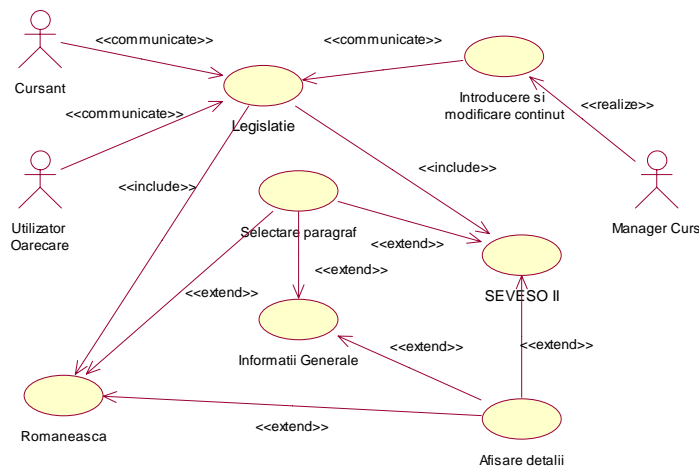 <<communicate>>
<<communicate>>
Cursant
Introducere si
modificare continut
<<communicate>>
<<realize>>
Legislatie
<<include>>
<<include>>
Utilizator
Oarecare
Manager Curs
Selectare paragraf
<<extend>>
<<extend>>
<<extend>>
SEVESO II
<<extend>>
<<extend>>
Informatii Generale
<<extend>>
Romaneasca
Afisare detalii